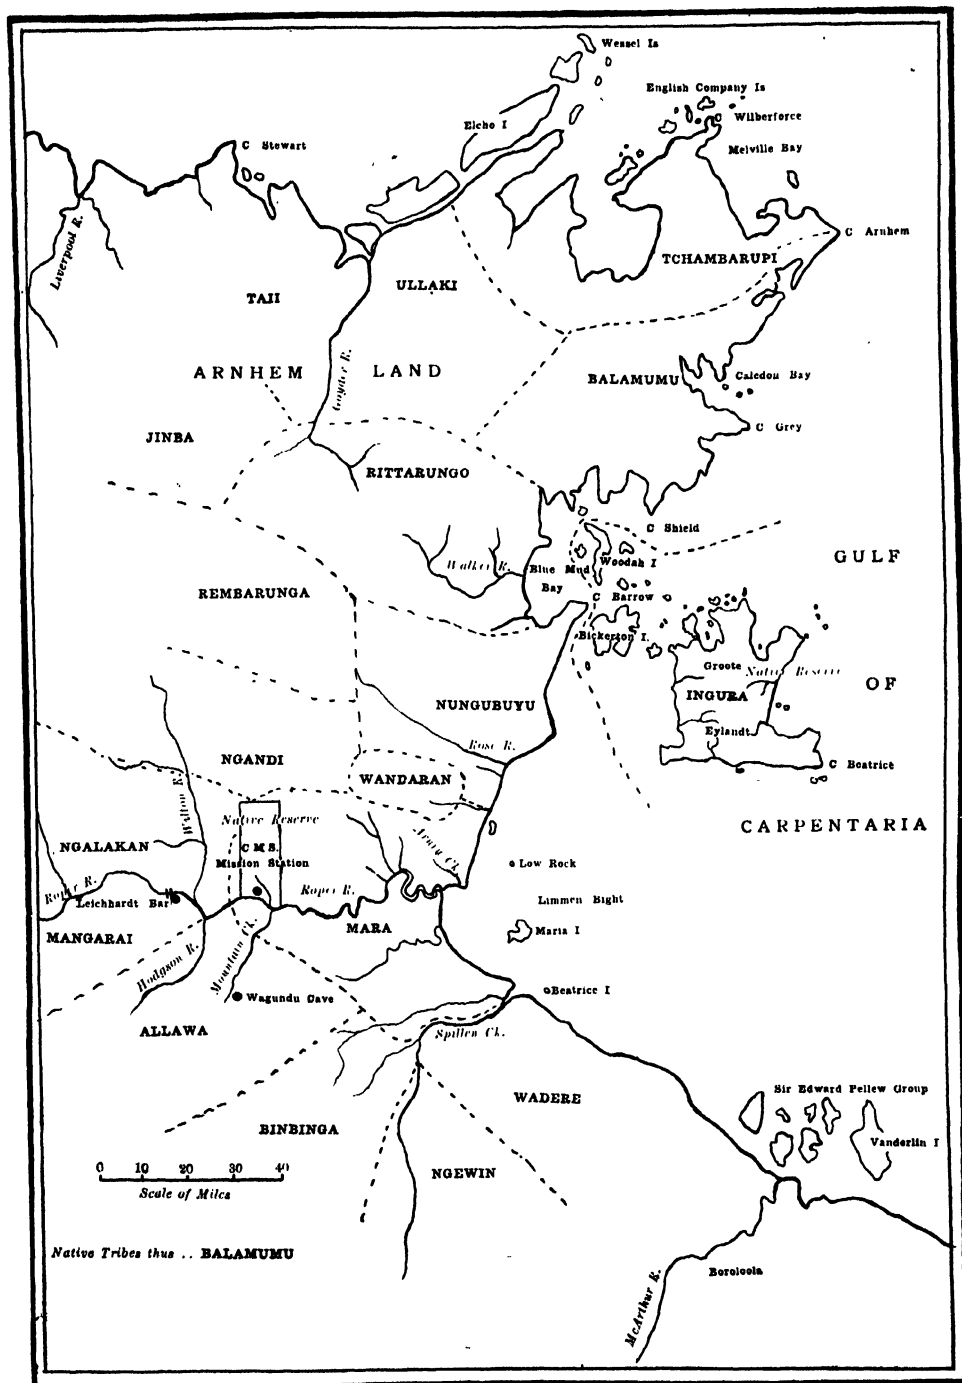 Wessel Is
English Company Is
Wilberforce
Elcho I
Melville Bay
C Stewart
Liverpool R.
C Arnhem
TCHAMBARUPI
ULLAKI
TAII
Goyder R.
ARNHEM LAND
BALAMUMU
Caledon Bay
C Grey
JINBA
RITTARUNGO
C Shield
GULF
Walker R.
Blue Mud
Bay
Woodah I
REMBARUNGA
C Barrow
Bickerton I.
Groote
Native Reserve
OF
INGURA
NUNGUBUYU
Eylandt
Rose R.
NGANDI
C Beatrice
WANDARAN
Wilton R.
Native Reserve
CARPENTARIA
NGALAKAN
C M S.
Mission Station
Low Rock
Roper R.
Roper R.
Leichhardt Bar
Limmen Bight
MARA
Maria I
MANGARAI
Hodgson R.
Mountain Ck.
Wagundu Cave
Beatrice I
ALLAWA
Spillen Ck.
Sir Edward Pellew Group
WADERE
BINBINGA
Vanderlin I
NGEWIN
0 10 20 30 40
Scale of Miles
Native Tribes thus .. BALAMUMU
Boroloola
McArthur R.